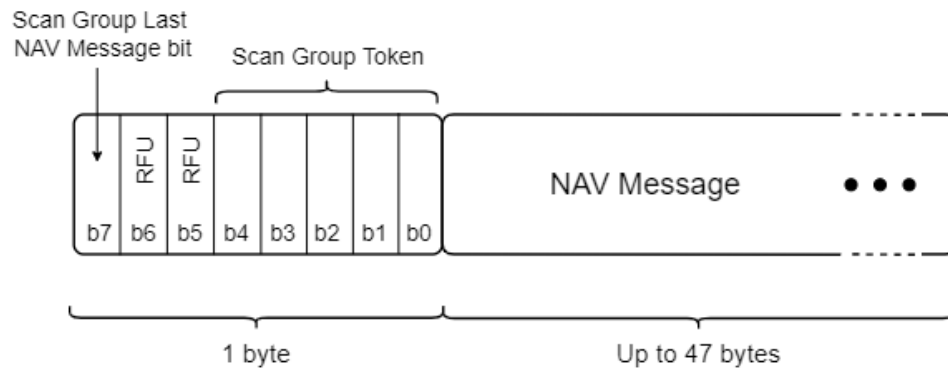 Scan Group Last
NAV Message bit
Scan Group Token
RFU
RFU
b7
b6
b5
b4
b3
b2
b1
b0
NAV Message
1 byte
Up to 47 bytes